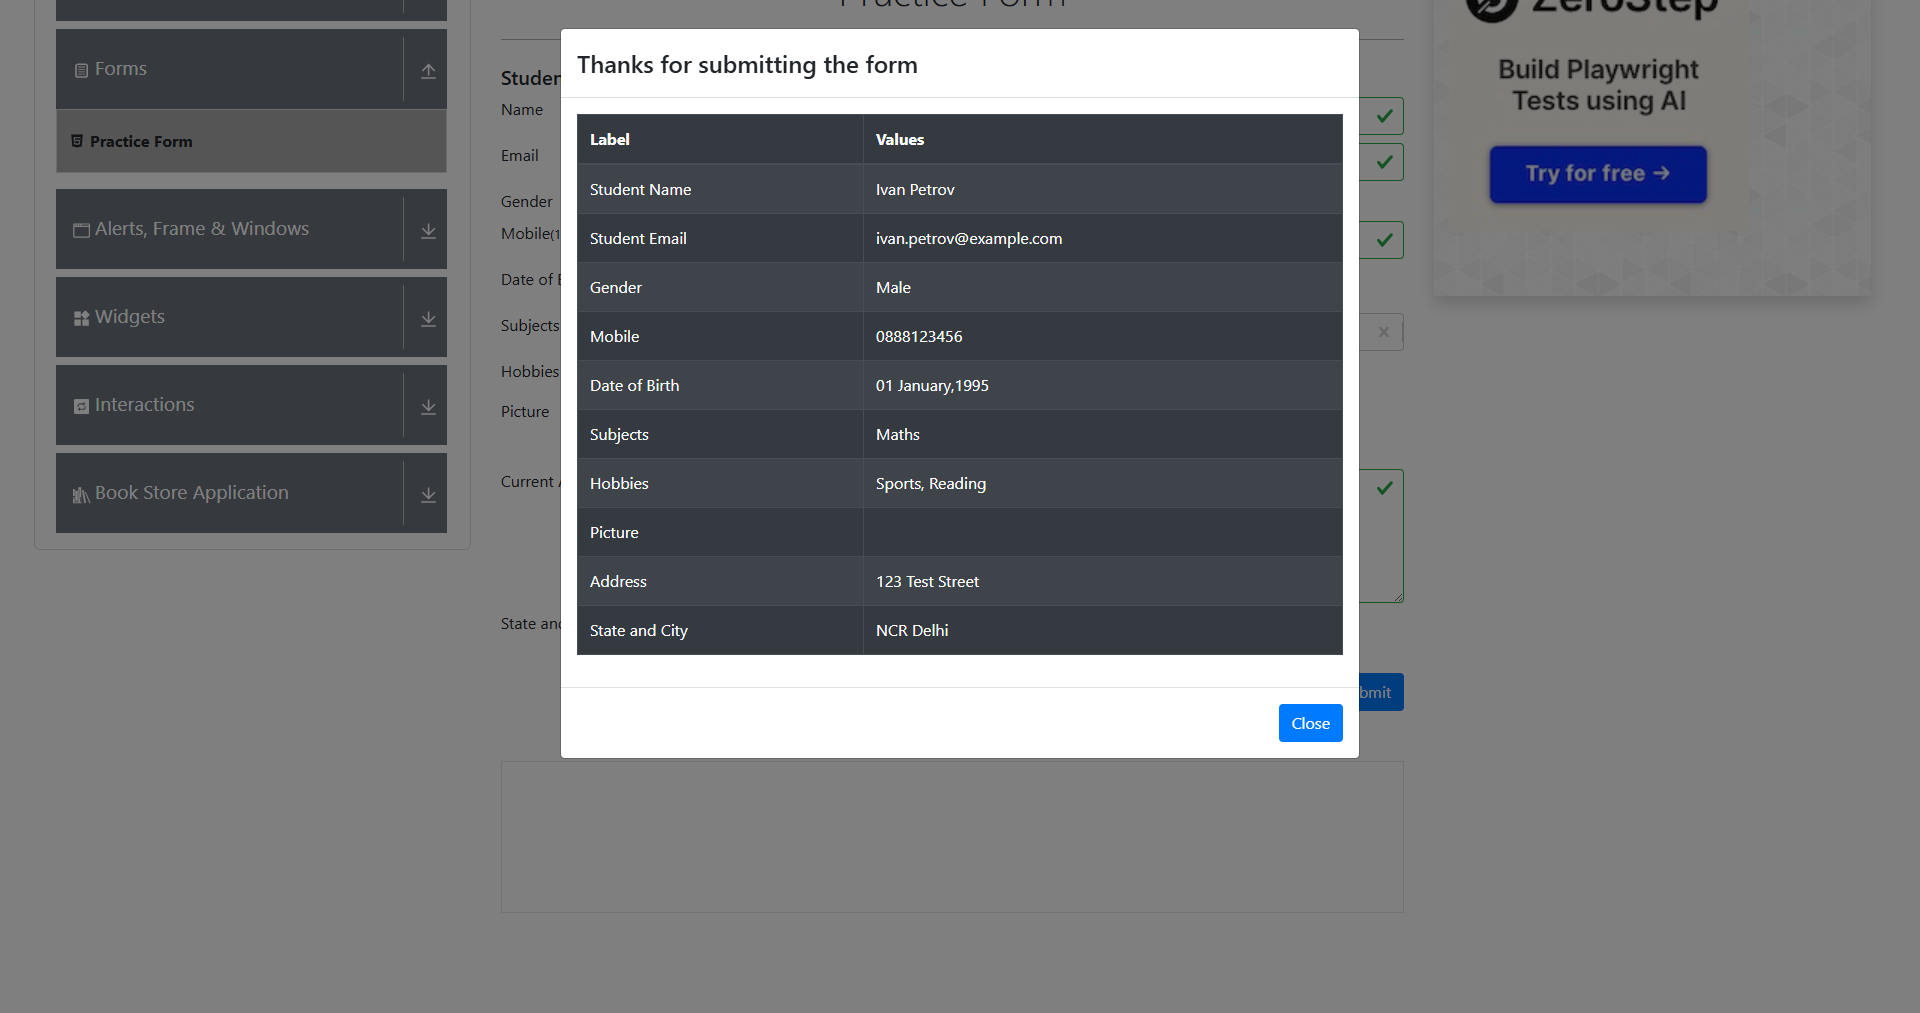 Practice Form
Forms
Practice Form
Alerts, Frame & Windows
Widgets
Interactions
Book Store Application
Thanks for submitting the form
Label Values
Student Name Ivan Petrov
Student Email ivan.petrov@example.com
Gender Male
Mobile 0888123456
Date of Birth 01 January,1995
Subjects Maths
Hobbies Sports, Reading
Picture
Address 123 Test Street
State and City NCR Delhi
Close
Name
Email
Gender
Mobile(1
Date of
Subjects
Hobbies
Picture
Current
State
ZeroStep
Build Playwright
Tests using AI
Try for free →